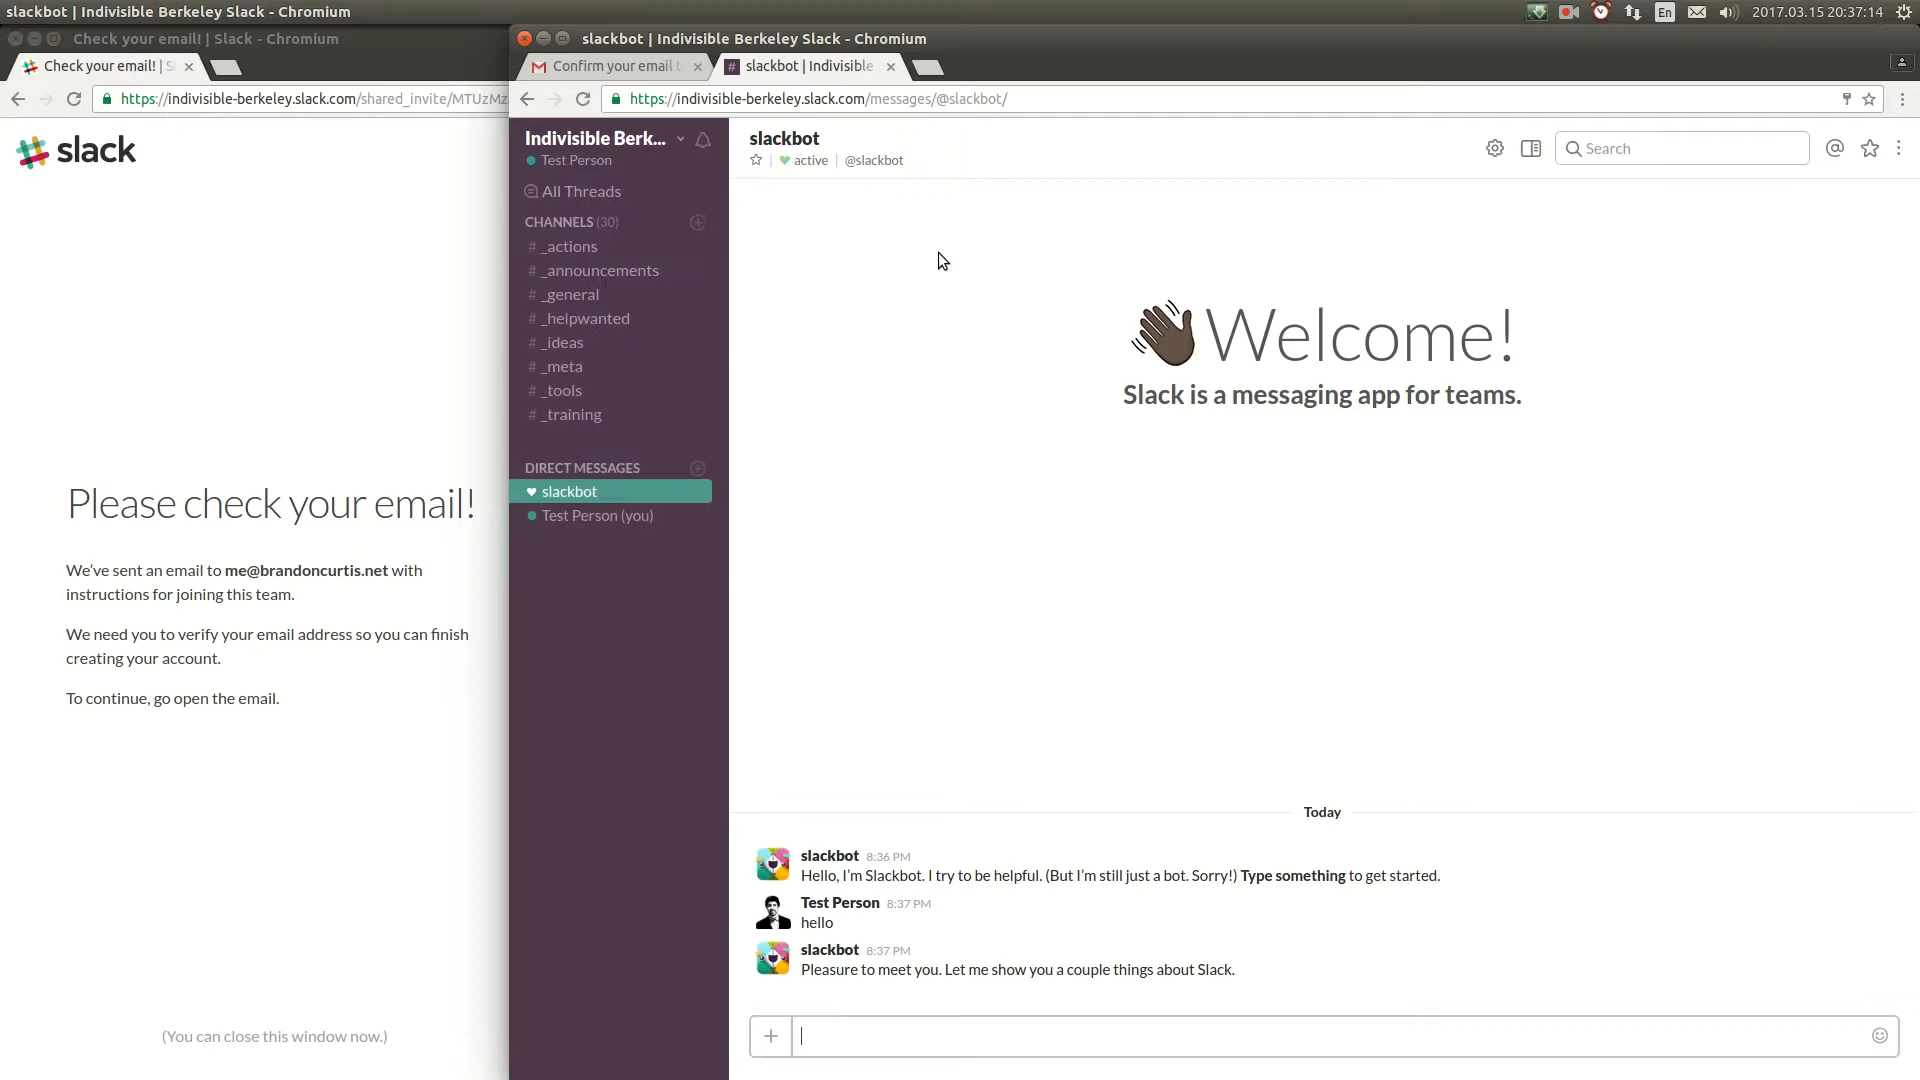 slackbot | Indivisible Berkeley Slack - Chromium
En
2017.03.15 20:37:14
Check your email! | Slack - Chromium
Check your email! | S
https://indivisible-berkeley.slack.com/shared_invite/MTUzMz
slack
Please check your email!
We've sent an email to me@brandoncurtis.net with
instructions for joining this team.
We need you to verify your email address so you can finish
creating your account.
To continue, go open the email.
(You can close this window now.)
slackbot | Indivisible Berkeley Slack - Chromium
Confirm your email t
slackbot | Indivisible
https://indivisible-berkeley.slack.com/messages/@slackbot/
Indivisible Berk...
Test Person
All Threads
CHANNELS (30)
# _actions
# _announcements
# _general
# _helpwanted
# _ideas
# _meta
# _tools
# _training
DIRECT MESSAGES
slackbot
Test Person (you)
slackbot
active | @slackbot
Search
Welcome!
Slack is a messaging app for teams.
Today
slackbot 8:36 PM
Hello, I'm Slackbot. I try to be helpful. (But I'm still just a bot. Sorry!) Type something to get started.
Test Person 8:37 PM
hello
slackbot 8:37 PM
Pleasure to meet you. Let me show you a couple things about Slack.